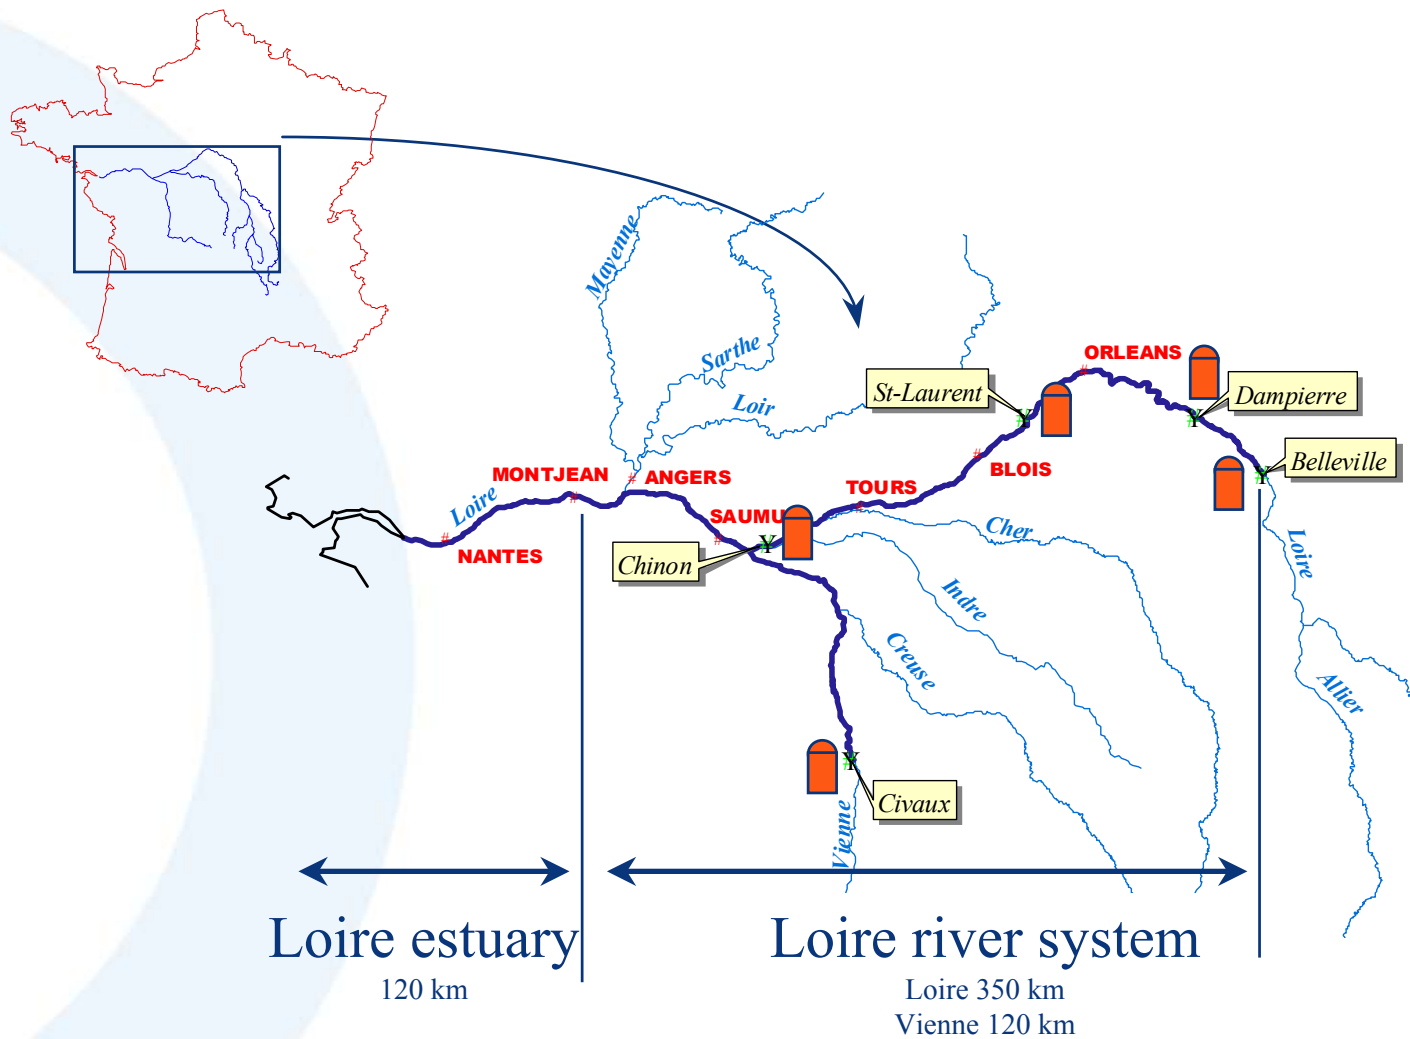 Mayenne
Sarthe
Loir
ORLEANS
St-Laurent
Dampierre
BLOIS
Belleville
MONTJEAN
ANGERS
TOURS
Loire
SAUMU
NANTES
Chinon
Cher
Loire
Indre
Creuse
Allier
Civaux
Vienne
Loire estuary
120 km
Loire river system
Loire 350 km
Vienne 120 km